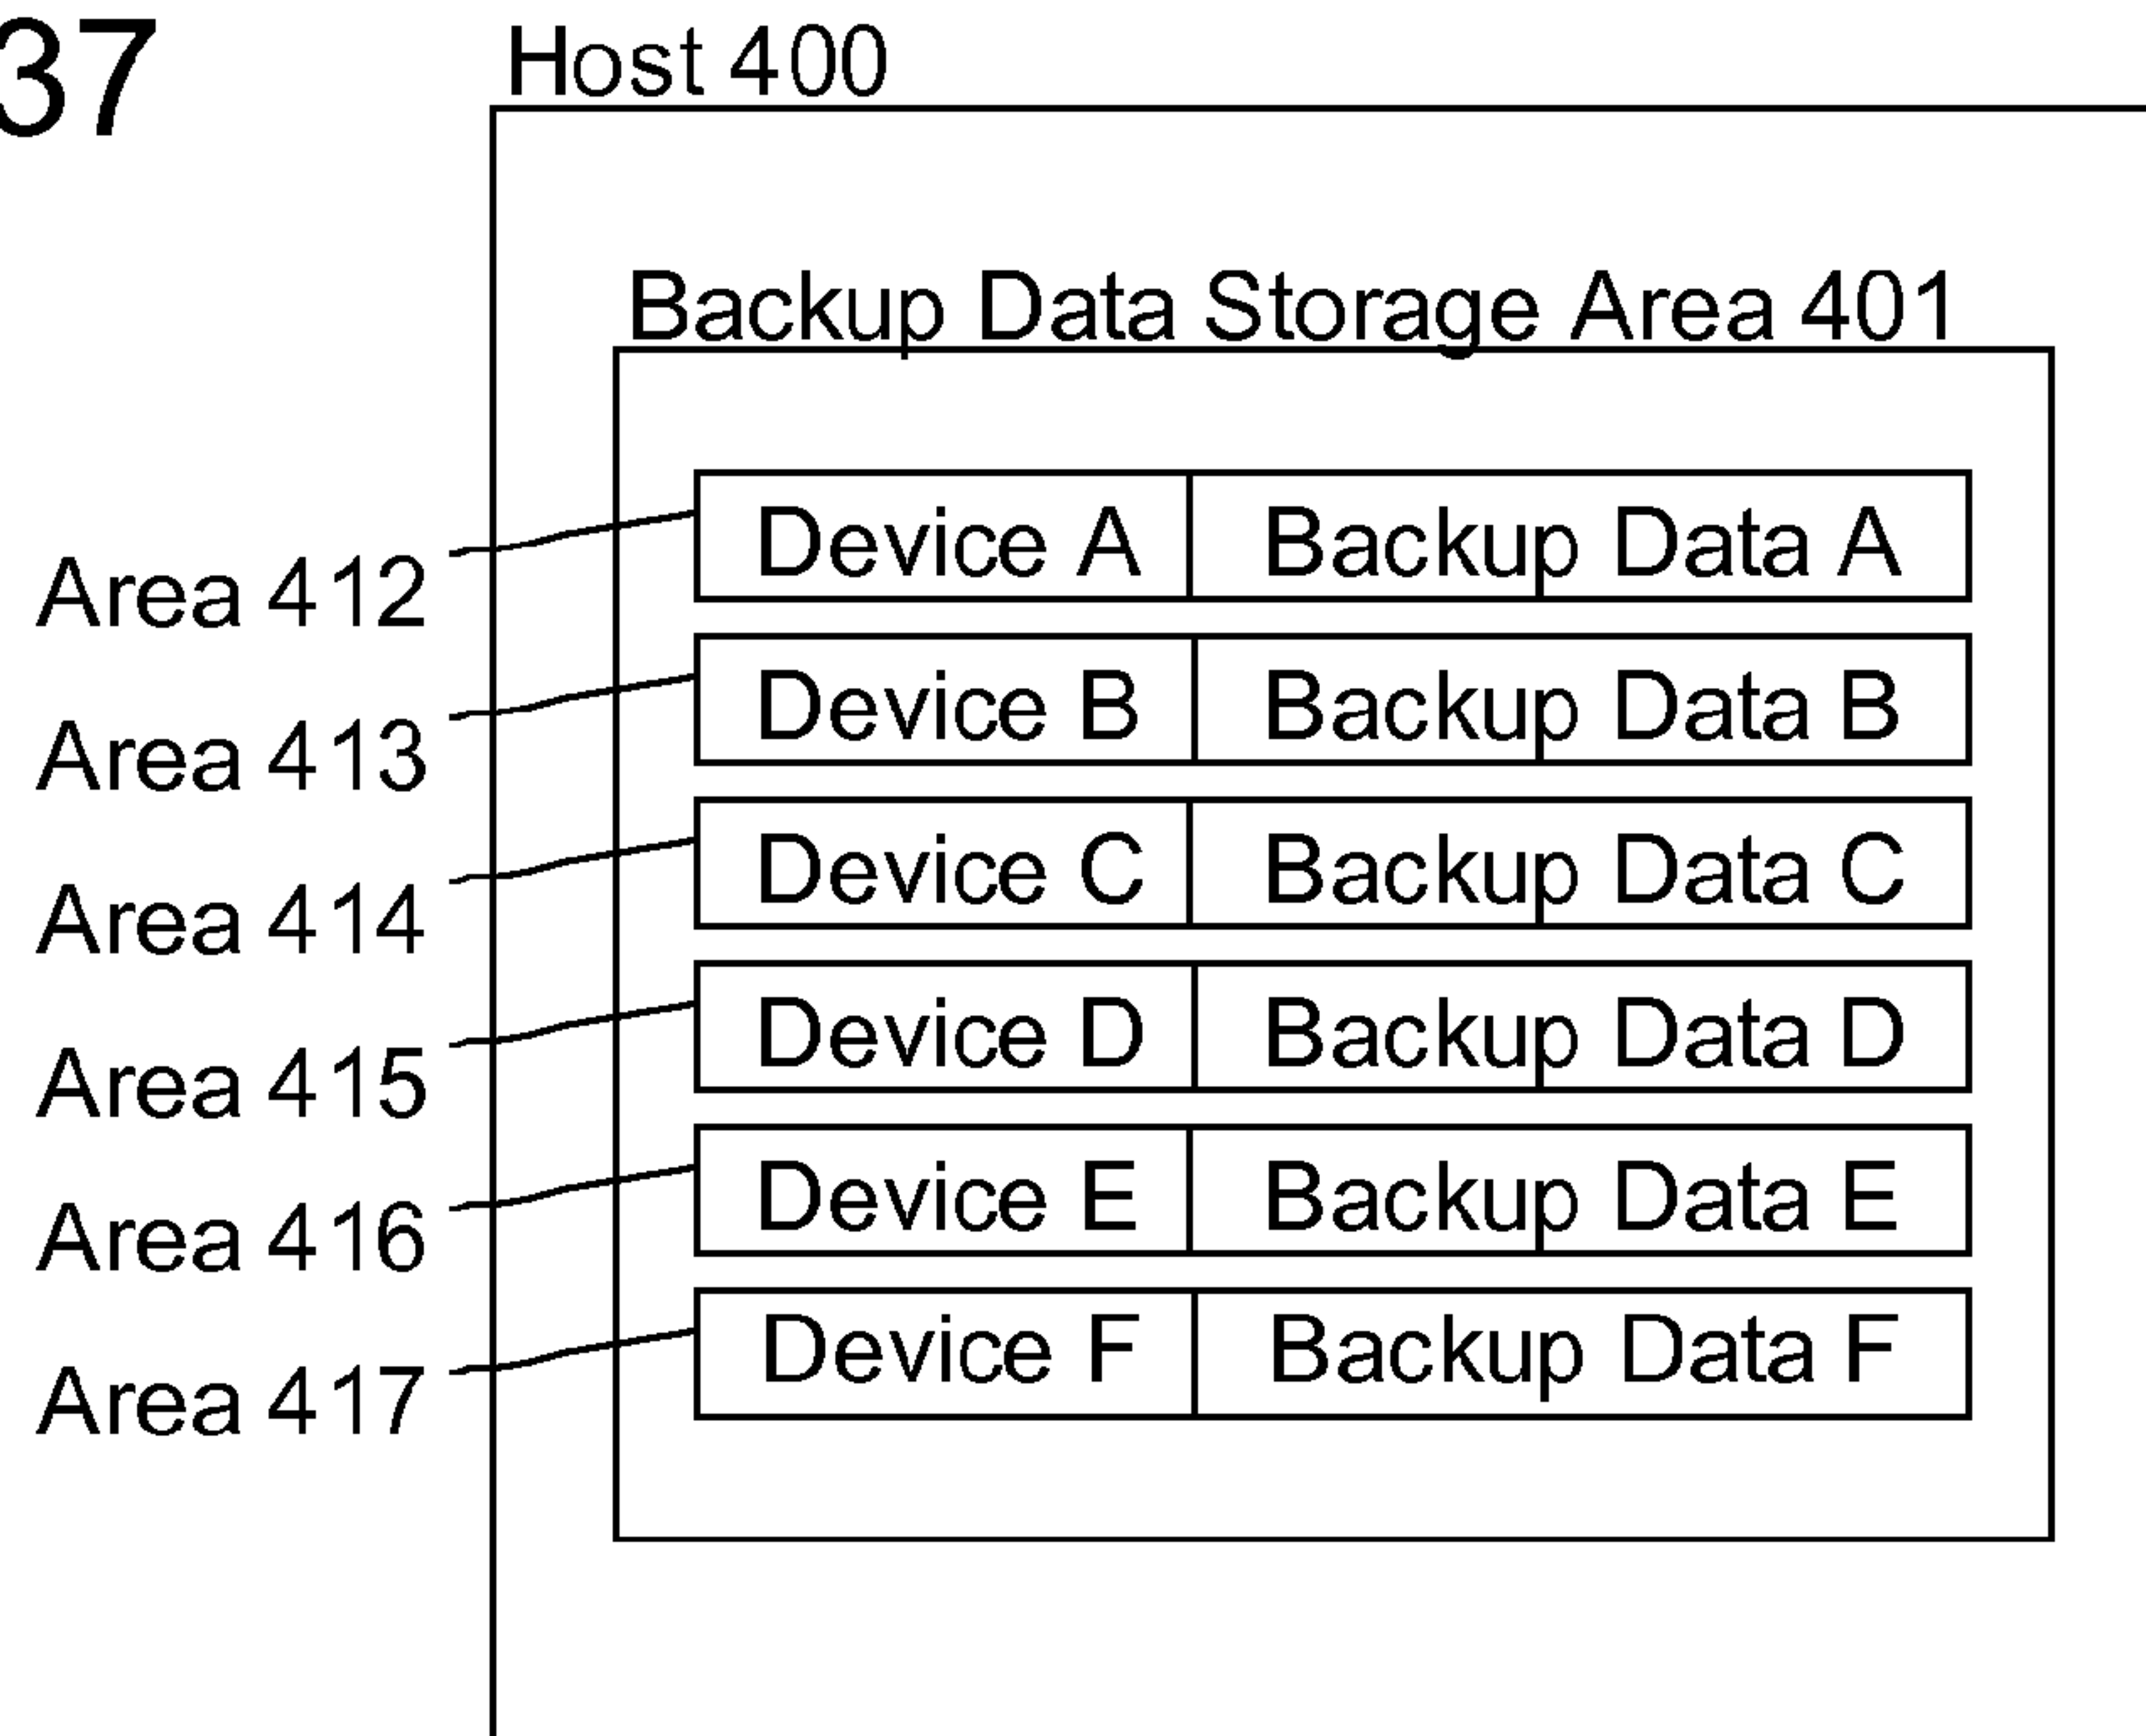 37
Host 400
Backup Data Storage Area 401
Area 412 Device A Backup Data A
Area 413 Device B Backup Data B
Area 414 Device C Backup Data C
Area 415 Device D Backup Data D
Area 416 Device E Backup Data E
Area 417 Device F Backup Data F